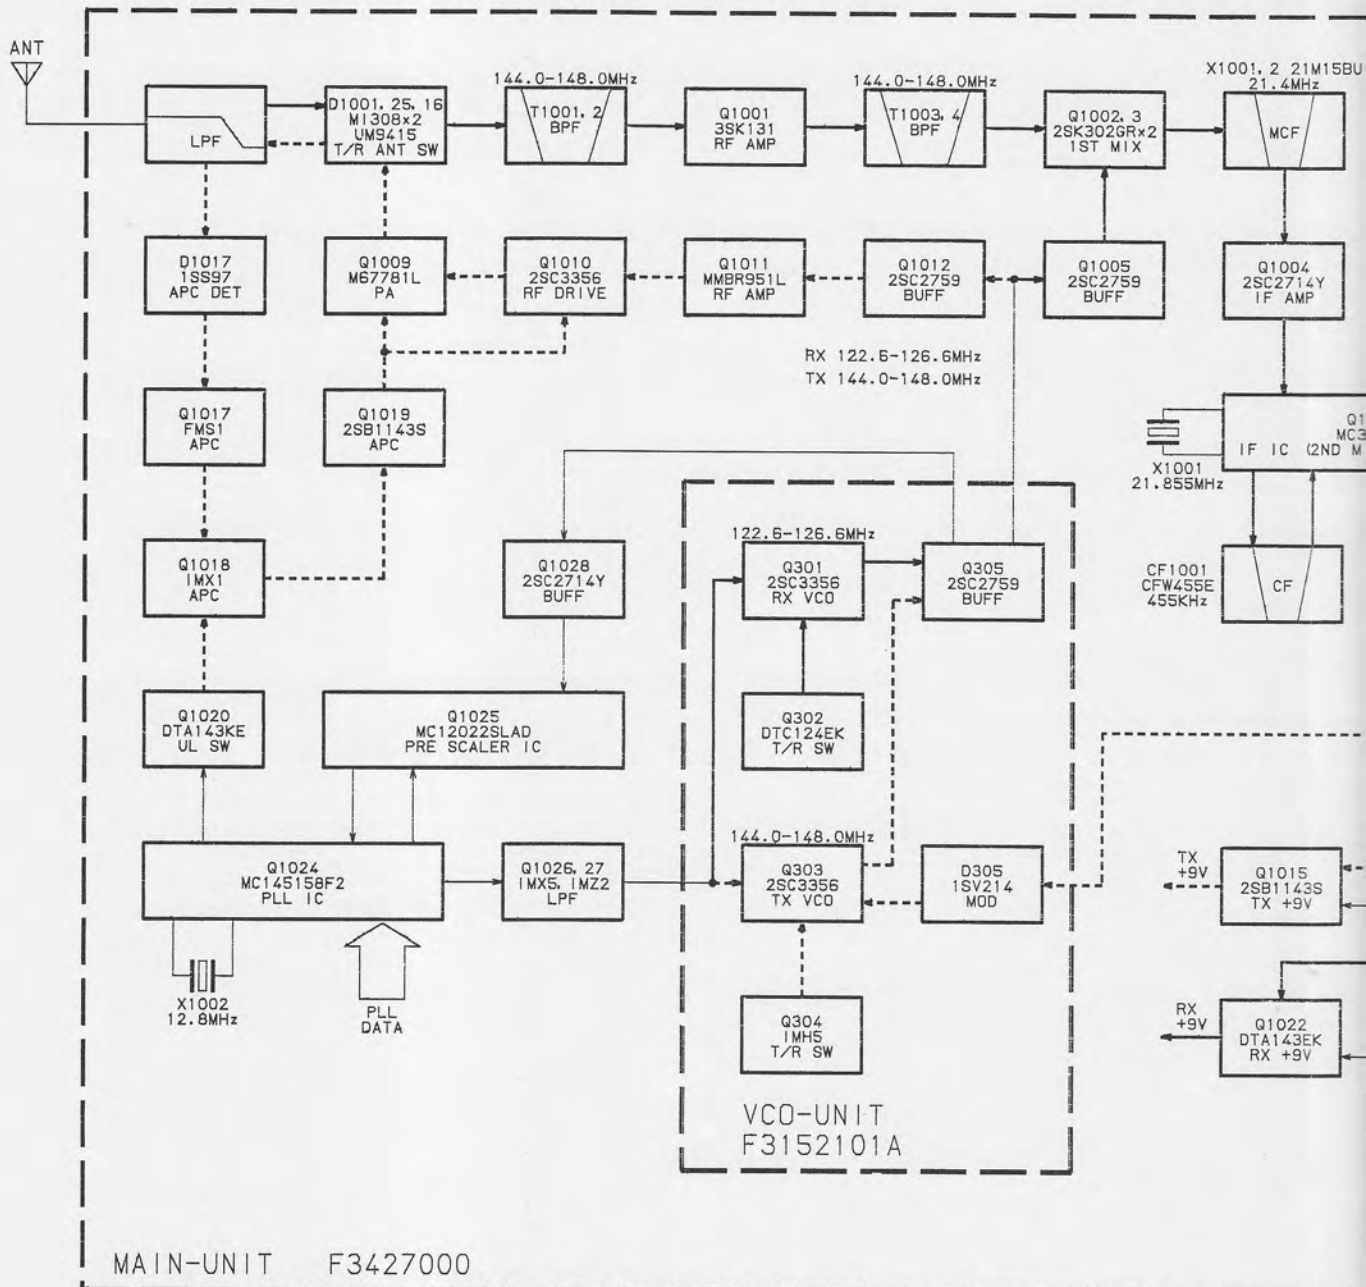 ANT
LPF
D1001, 25, 16
MI308x2
UM9415
T/R ANT SW
144.0-148.0MHz
T1001, 2
BPF
Q1001
3SK131
RF AMP
144.0-148.0MHz
T1003, 4
BPF
Q1002, 3
2SK302GRx2
1ST MIX
X1001, 2 21M15BU
21.4MHz
MCF
D1017
1SS97
APC DET
Q1009
M67781L
PA
Q1010
2SC3356
RF DRIVE
Q1011
MMBR951L
RF AMP
Q1012
2SC2759
BUFF
Q1005
2SC2759
BUFF
Q1004
2SC2714Y
IF AMP
RX 122.6-126.6MHz
TX 144.0-148.0MHz
Q1017
FMS1
APC
Q1019
2SB1143S
APC
X1001
21.855MHz
Q1
MC3
IF IC (2ND M
Q1018
IMX1
APC
Q1028
2SC2714Y
BUFF
122.6-126.6MHz
Q301
2SC3356
RX VCO
Q305
2SC2759
BUFF
CF1001
CFW455E
455KHz
CF
Q1020
DTA143KE
UL SW
Q1025
MC12022SLAD
PRE SCALER IC
Q302
DTC124EK
T/R SW
Q1024
MC145158F2
PLL IC
Q1026, 27
IMX5, IMZ2
LPF
144.0-148.0MHz
Q303
2SC3356
TX VCO
D305
1SV214
MOD
TX
+9V
Q1015
2SB1143S
TX +9V
X1002
12.8MHz
PLL
DATA
Q304
IMH5
T/R SW
RX
+9V
Q1022
DTA143EK
RX +9V
VCO-UNIT
F3152101A
MAIN-UNIT F3427000